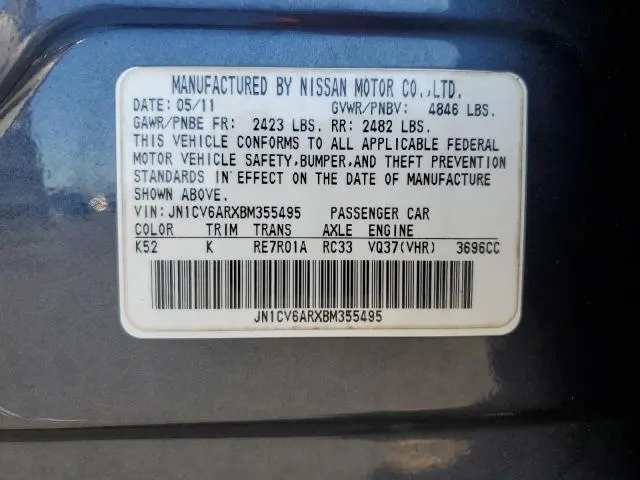 MANUFACTURED BY NISSAN MOTOR CO.,LTD.
DATE: 05/11 GVWR/PNBV: 4846 LBS.
GAWR/PNBE FR: 2423 LBS. RR: 2482 LBS.
THIS VEHICLE CONFORMS TO ALL APPLICABLE FEDERAL
MOTOR VEHICLE SAFETY,BUMPER,AND THEFT PREVENTION
STANDARDS IN EFFECT ON THE DATE OF MANUFACTURE
SHOWN ABOVE.
VIN: JN1CV6ARXBM355495 PASSENGER CAR
COLOR TRIM TRANS AXLE ENGINE
K52 K RE7R01A RC33 VQ37(VHR) 3696CC
JN1CV6ARXBM355495